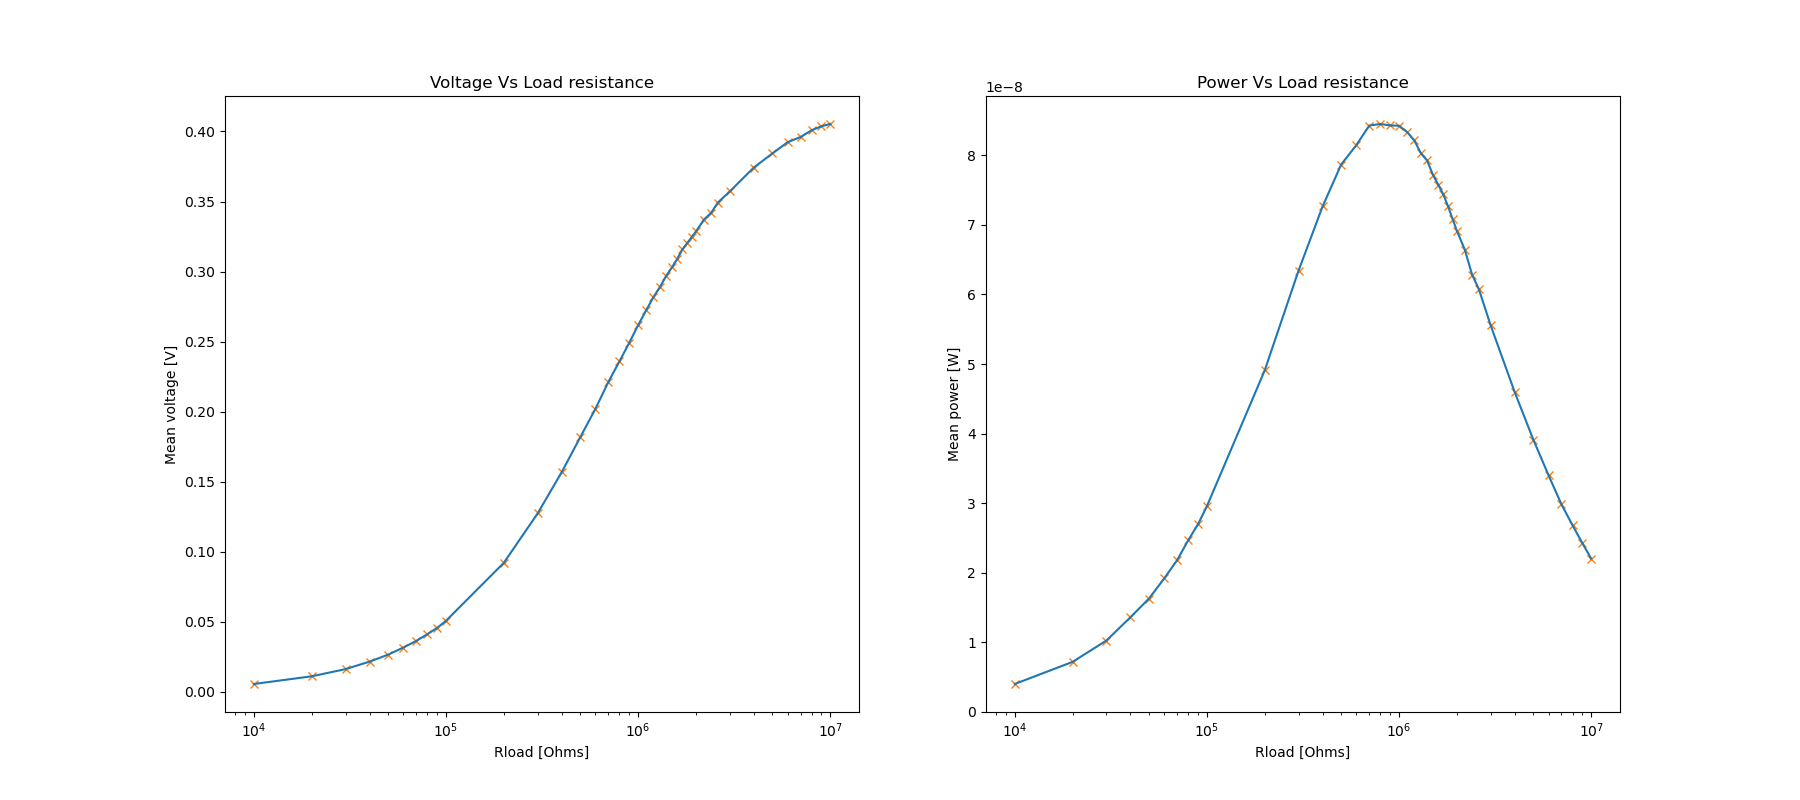 Voltage Vs Load resistance
Mean voltage [V]
0.40
0.35
0.30
0.25
0.20
0.15
0.10
0.05
0.00
10⁴ 10⁵ 10⁶ 10⁷
Rload [Ohms]
Power Vs Load resistance
1e−8
Mean power [W]
8
7
6
5
4
3
2
1
0
10⁴ 10⁵ 10⁶ 10⁷
Rload [Ohms]